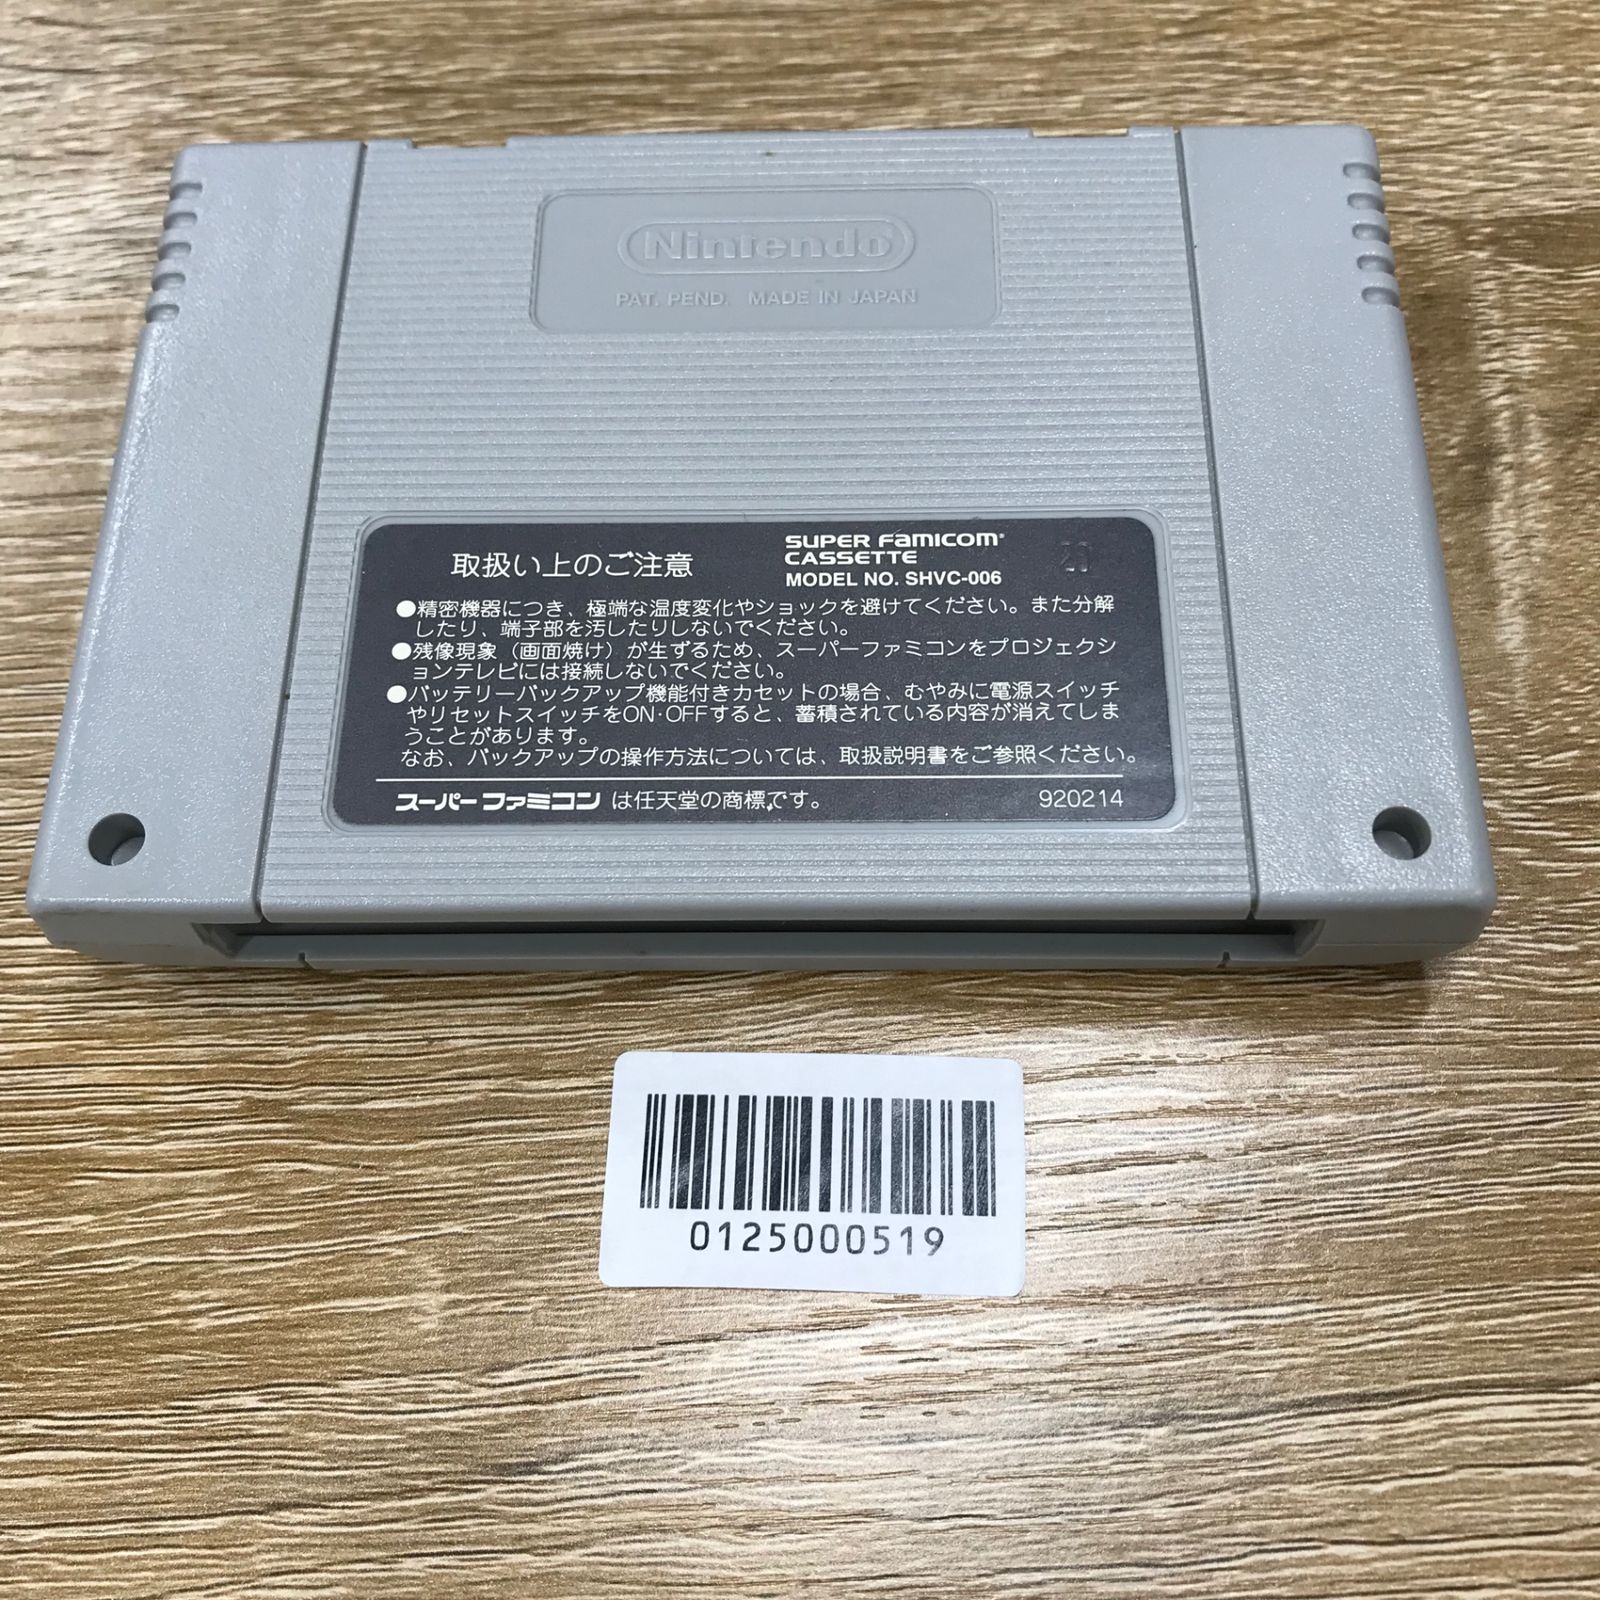 Nintendo
PAT. PEND. MADE IN JAPAN
取扱い上のご注意
SUPER FAMICOM
CASSETTE
MODEL NO. SHVC-006
20
●精密機器につき、極端な温度変化やショックを避けてください。また分解
したり、端子部を汚したりしないでください。
●残像現象（画面焼け）が生ずるため、スーパーファミコンをプロジェクシ
ョンテレビには接続しないでください。
●バッテリーバックアップ機能付きカセットの場合、むやみに電源スイッチ
やリセットスイッチをON·OFFすると、蓄積されている内容が消えてしま
うことがあります。
なお、バックアップの操作方法については、取扱説明書をご参照ください。
スーパーファミコン は任天堂の商標です。 920214
0125000519